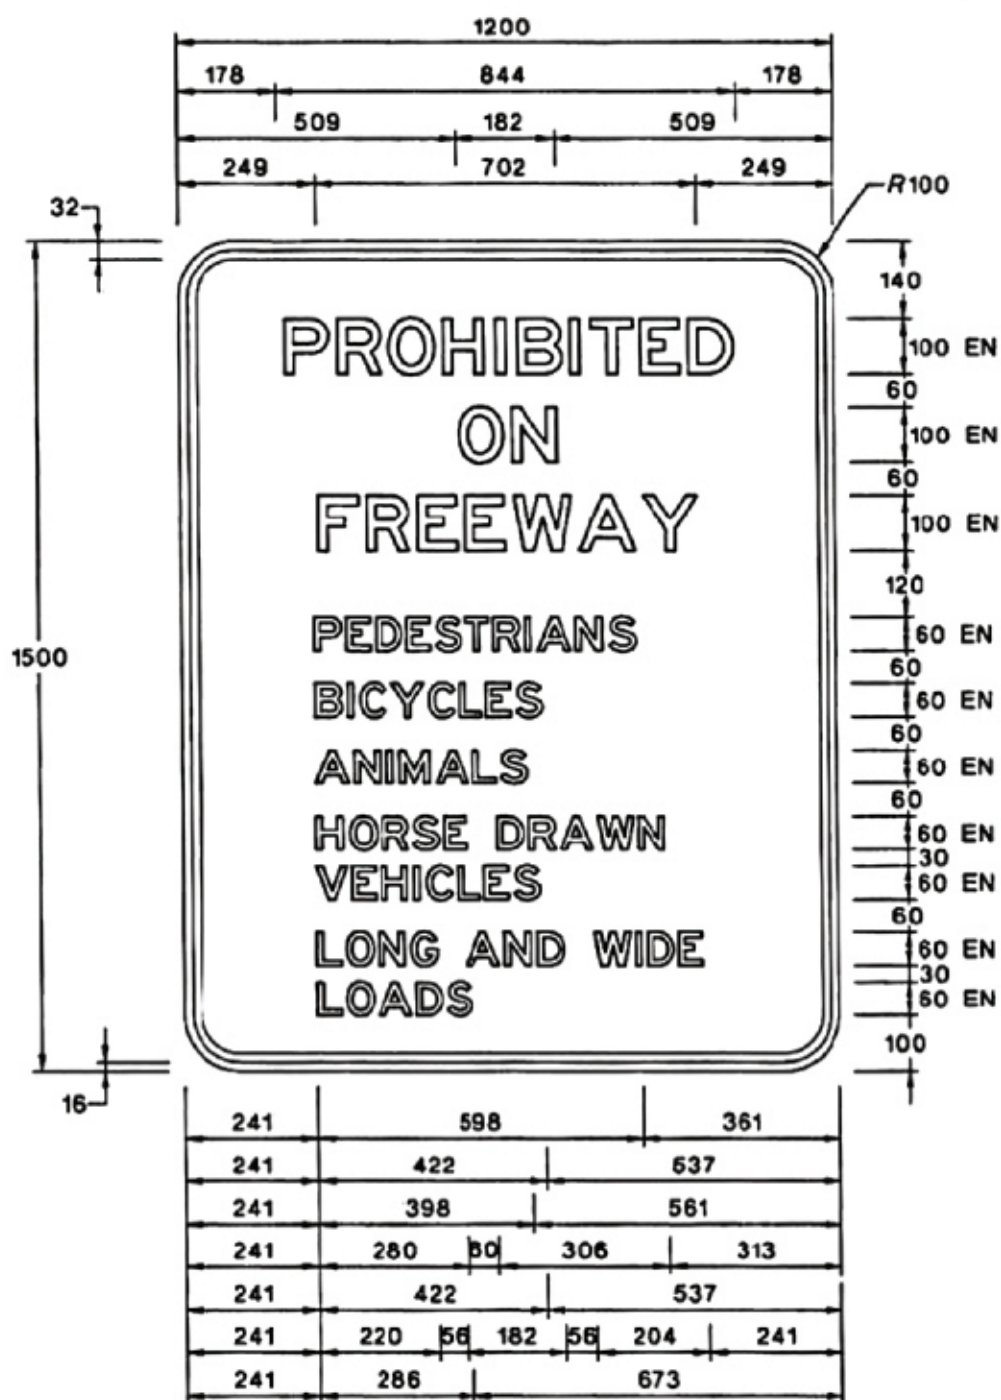 1200
178 844 178
509 182 509
249 702 249
R100
32
140
PROHIBITED
100 EN
60
ON
100 EN
60
FREEWAY
100 EN
120
PEDESTRIANS
60 EN
1500
60
BICYCLES
60 EN
60
ANIMALS
60 EN
60
HORSE DRAWN
60 EN
30
VEHICLES
60 EN
60
LONG AND WIDE
60 EN
30
LOADS
60 EN
100
16
241 598 361
241 422 537
241 398 561
241 280 60 306 313
241 422 537
241 220 56 182 56 204 241
241 286 673